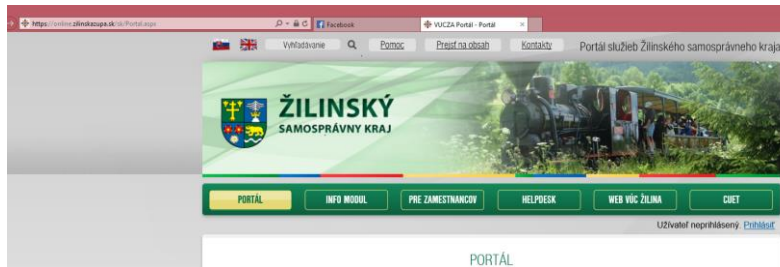 https://online.zilinskazupa.sk/sk/Portal.aspx
Facebook
VUCZA Portál - Portál
Vyhľadávanie
Pomoc
Prejsť na obsah
Kontakty
Portál služieb Žilinského samosprávneho kraja
ŽILINSKÝ
SAMOSPRÁVNY KRAJ
PORTÁL
INFO MODUL
PRE ZAMESTNANCOV
HELPDESK
WEB VÚC ŽILINA
CUET
Užívateľ neprihlásený. Prihlásiť
PORTÁL